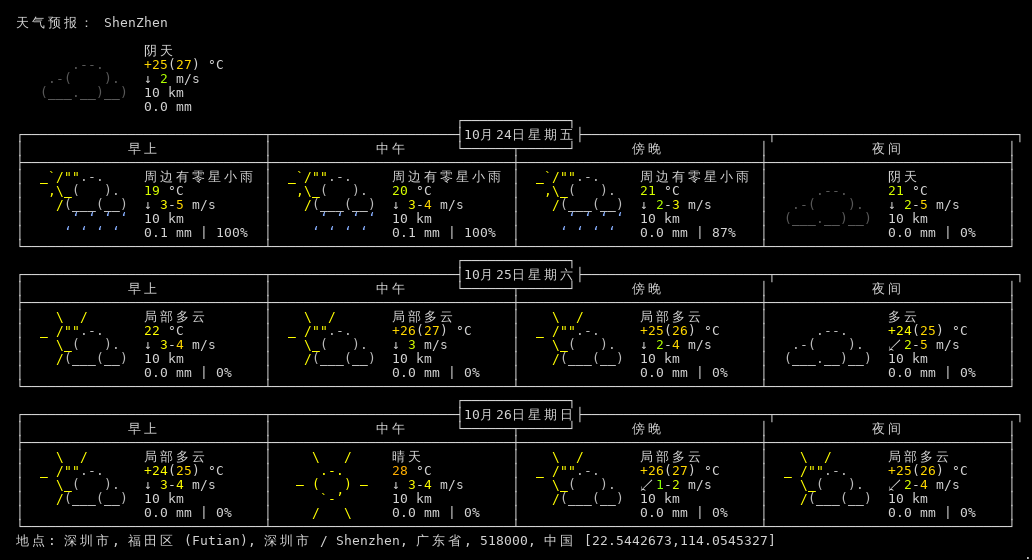 天气预报： ShenZhen
阴天
+25(27) °C
↓ 2 m/s
10 km
0.0 mm
10月24日星期五
早上 中午 傍晚 夜间
周边有零星小雨 周边有零星小雨 周边有零星小雨 阴天
19 °C 20 °C 21 °C 21 °C
↓ 3-5 m/s ↓ 3-4 m/s ↓ 2-3 m/s ↓ 2-5 m/s
10 km 10 km 10 km 10 km
0.1 mm | 100% 0.1 mm | 100% 0.0 mm | 87% 0.0 mm | 0%
10月25日星期六
早上 中午 傍晚 夜间
局部多云 局部多云 局部多云 多云
22 °C +26(27) °C +25(26) °C +24(25) °C
↓ 3-4 m/s ↓ 3 m/s ↓ 2-4 m/s ↙ 2-5 m/s
10 km 10 km 10 km 10 km
0.0 mm | 0% 0.0 mm | 0% 0.0 mm | 0% 0.0 mm | 0%
10月26日星期日
早上 中午 傍晚 夜间
局部多云 晴天 局部多云 局部多云
+24(25) °C 28 °C +26(27) °C +25(26) °C
↓ 3-4 m/s ↓ 3-4 m/s ↙ 1-2 m/s ↙ 2-4 m/s
10 km 10 km 10 km 10 km
0.0 mm | 0% 0.0 mm | 0% 0.0 mm | 0% 0.0 mm | 0%
地点: 深圳市, 福田区 (Futian), 深圳市 / Shenzhen, 广东省, 518000, 中国 [22.5442673,114.0545327]